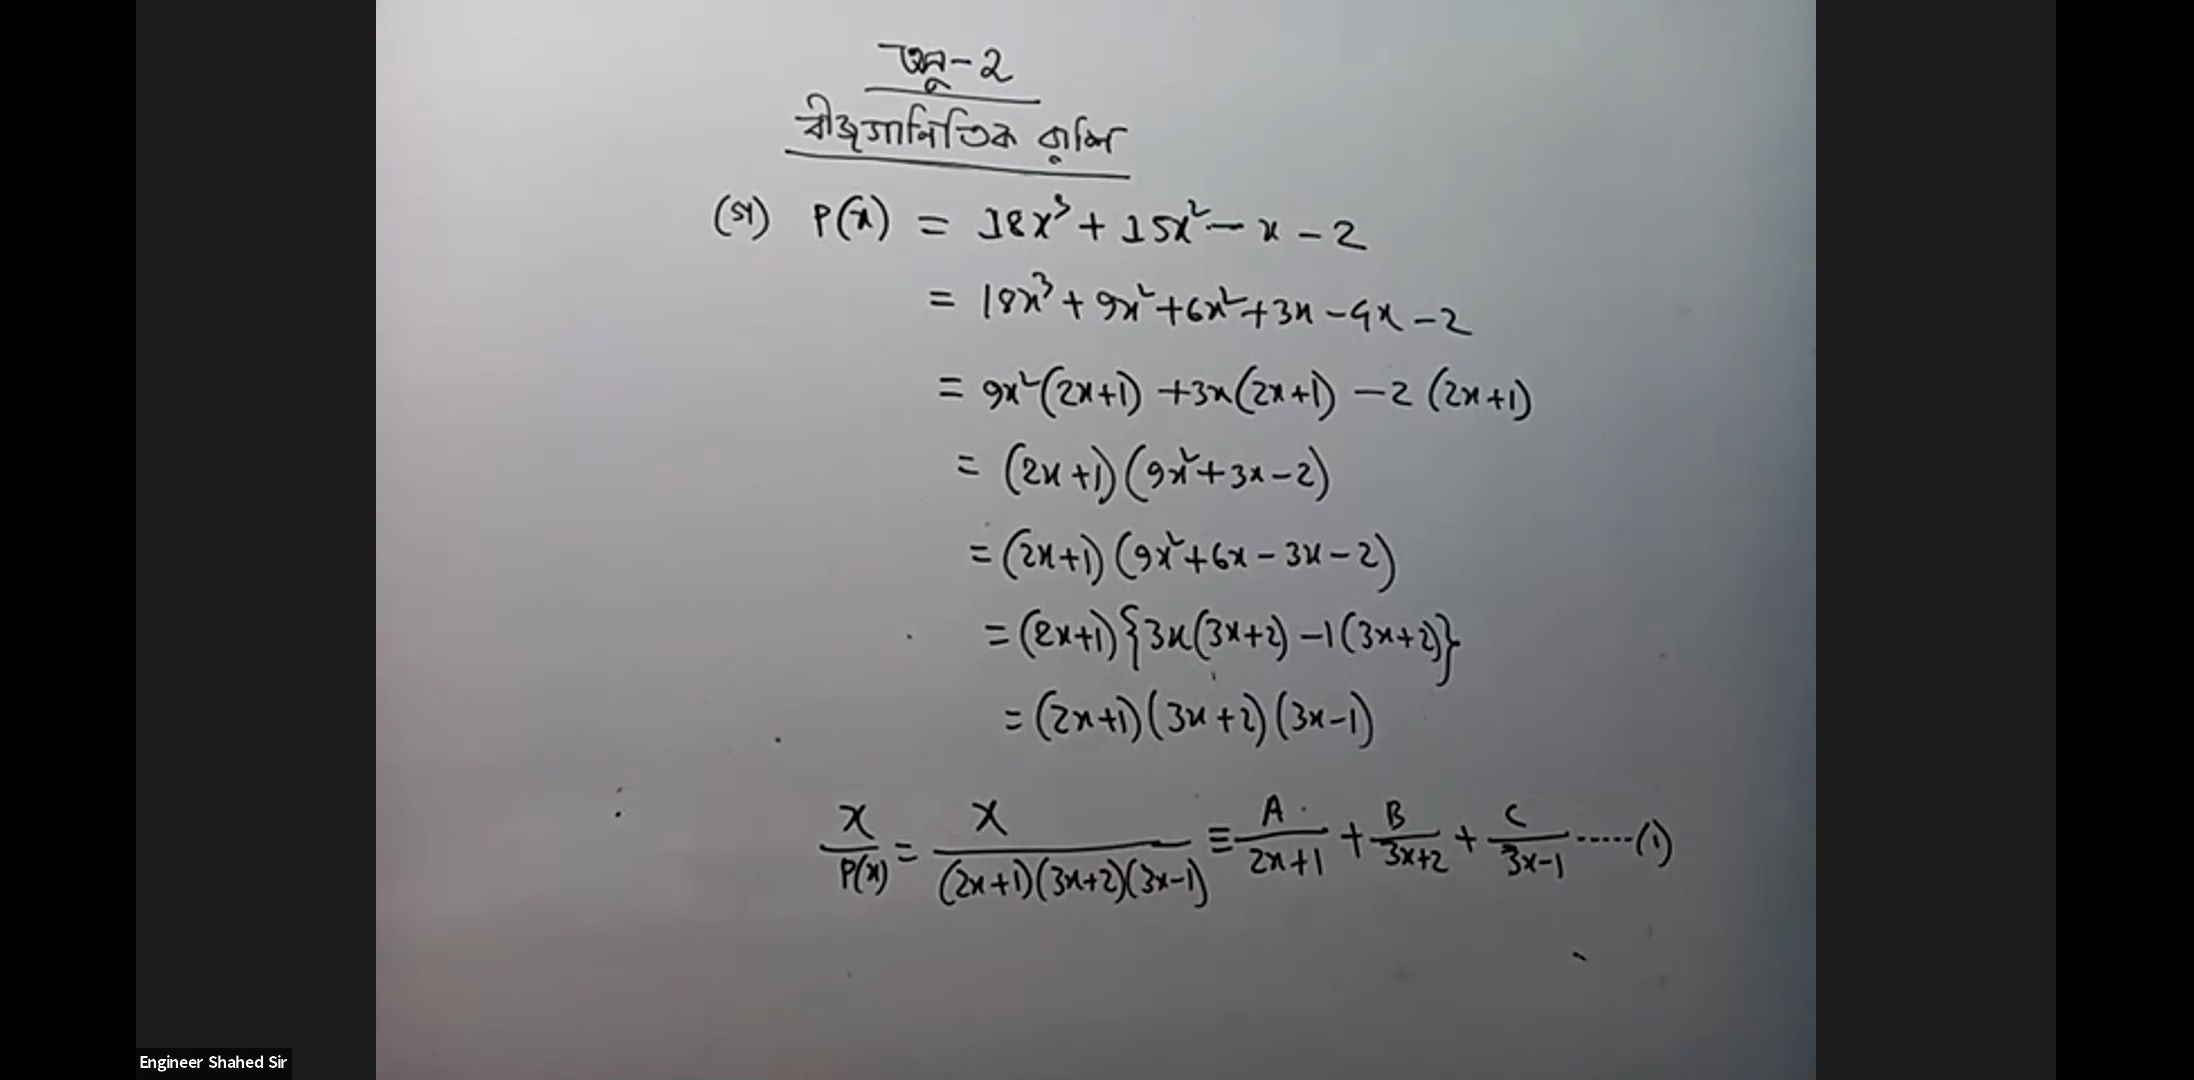 অনু-2
বীজগানিতিক রাশি
(গ) P(x) = 18x³ + 15x² - x - 2
= 18x³ + 9x² + 6x² + 3x - 4x - 2
= 9x²(2x+1) + 3x(2x+1) - 2(2x+1)
= (2x+1)(9x²+3x-2)
= (2x+1)(9x²+6x-3x-2)
= (2x+1){3x(3x+2) -1(3x+2)}
= (2x+1)(3x+2)(3x-1)
x/P(x) = x/(2x+1)(3x+2)(3x-1) ≡ A/2x+1 + B/3x+2 + C/3x-1 .....(1)
Engineer Shahed Sir